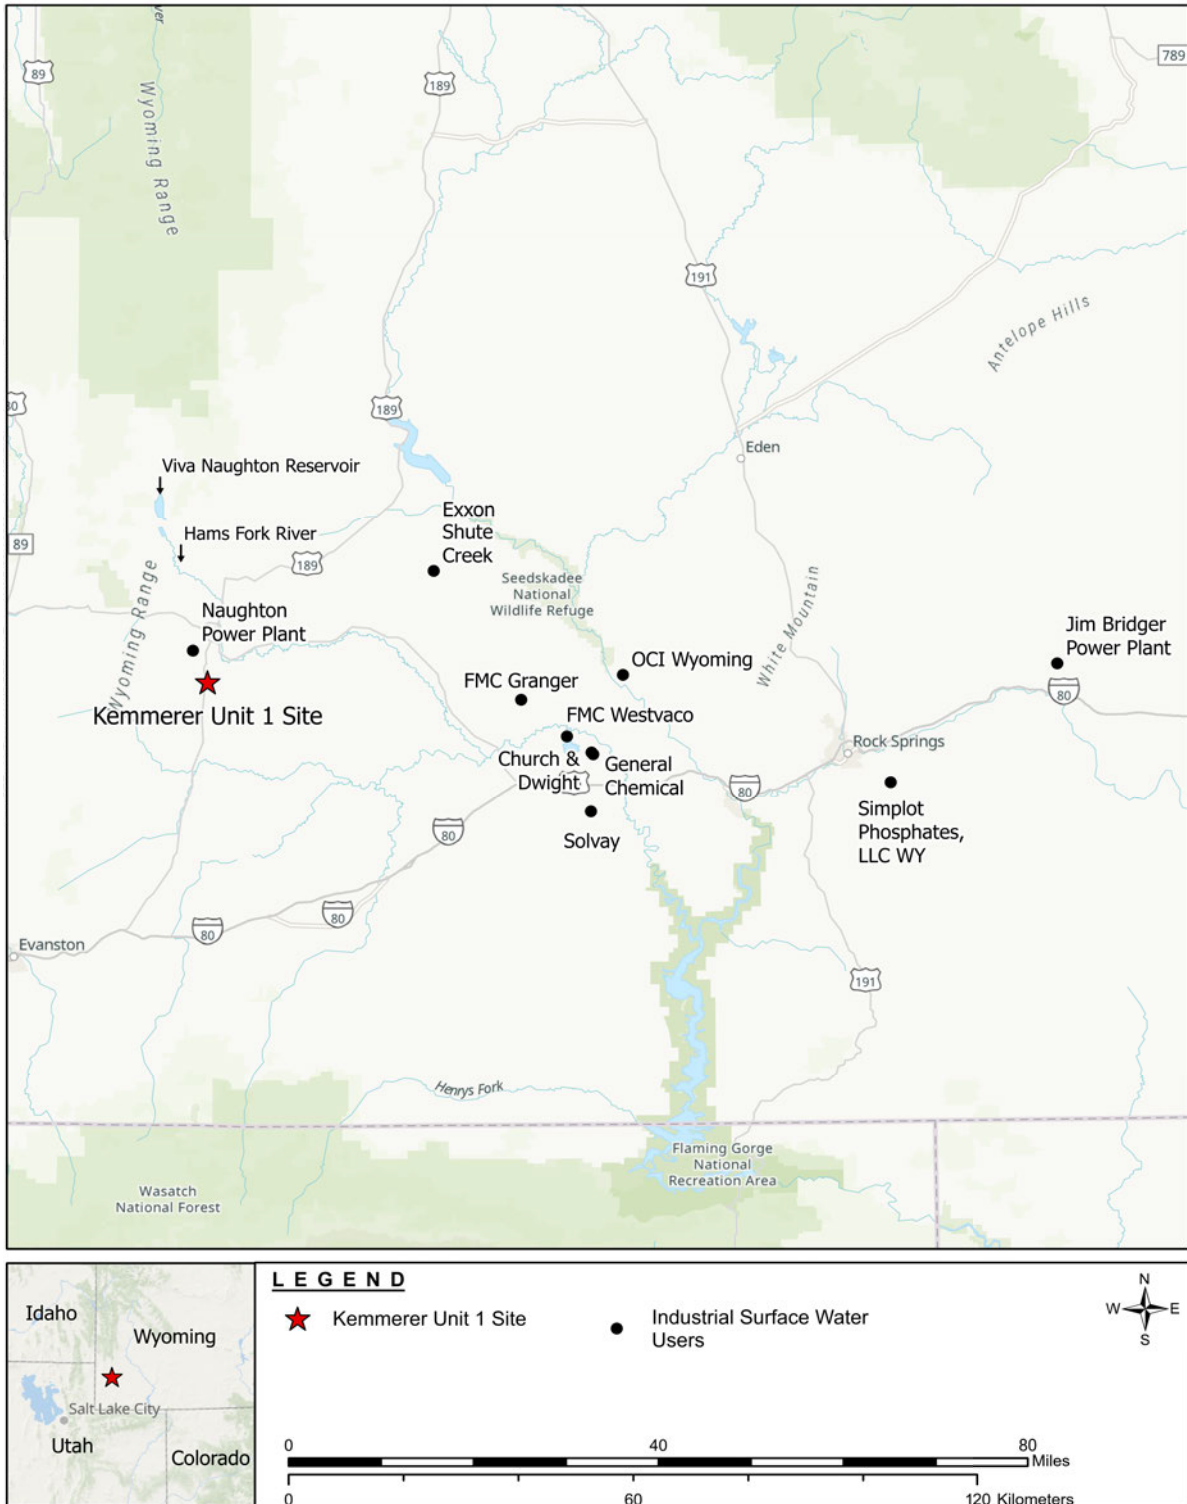 ver
89
189
789
Wyoming Range
191
Antelope Hills
30
189
Eden
Viva Naughton Reservoir
Exxon
Shute
Creek
Hams Fork River
89
189
Seedskadee
National
Wildlife Refuge
Wyoming Range
White Mountain
Naughton
Power Plant
Jim Bridger
Power Plant
OCI Wyoming
FMC Granger
80
Kemmerer Unit 1 Site
FMC Westvaco
Rock Springs
Church &
Dwight
General
Chemical
80
Simplot
Phosphates,
LLC WY
80
Solvay
80
80
Evanston
191
Henrys Fork
Flaming Gorge
National
Recreation Area
Wasatch
National Forest
Idaho
Wyoming
Salt Lake City
Utah
Colorado
LEGEND
Kemmerer Unit 1 Site
Industrial Surface Water
Users
N
W E
S
0 40 80
Miles
0 60 120 Kilometers